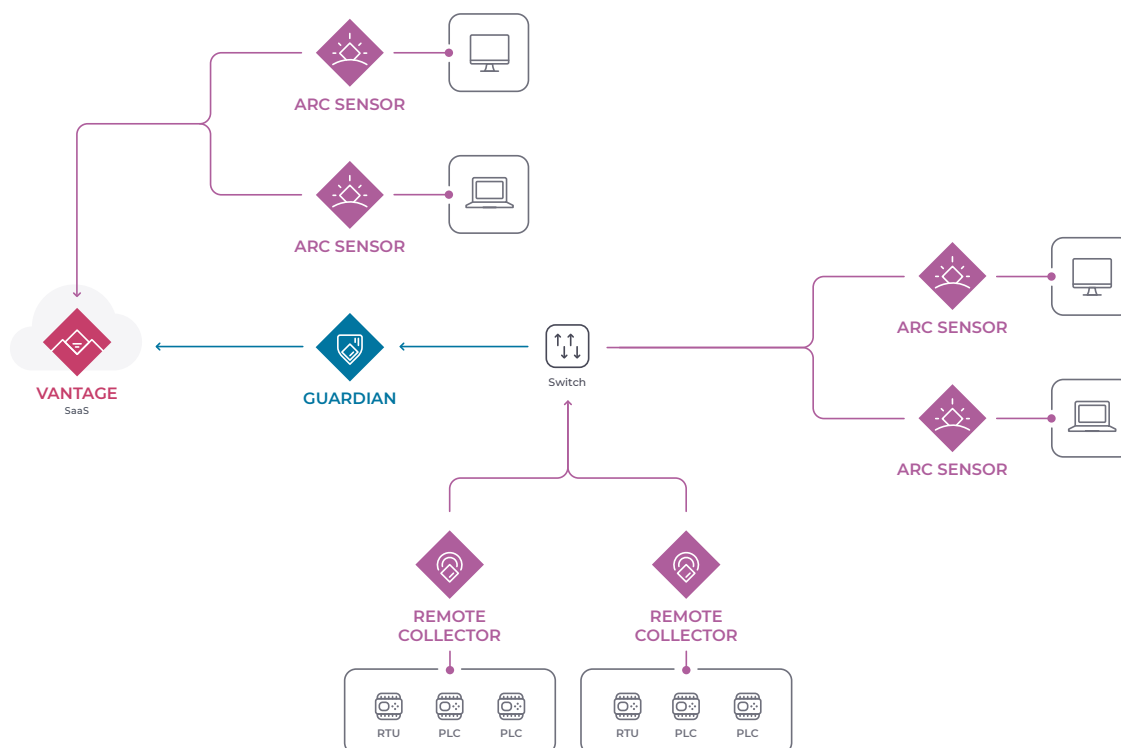 ARC SENSOR
ARC SENSOR
ARC SENSOR
VANTAGE
SaaS
GUARDIAN
Switch
ARC SENSOR
REMOTE
COLLECTOR
REMOTE
COLLECTOR
RTU PLC PLC
RTU PLC PLC